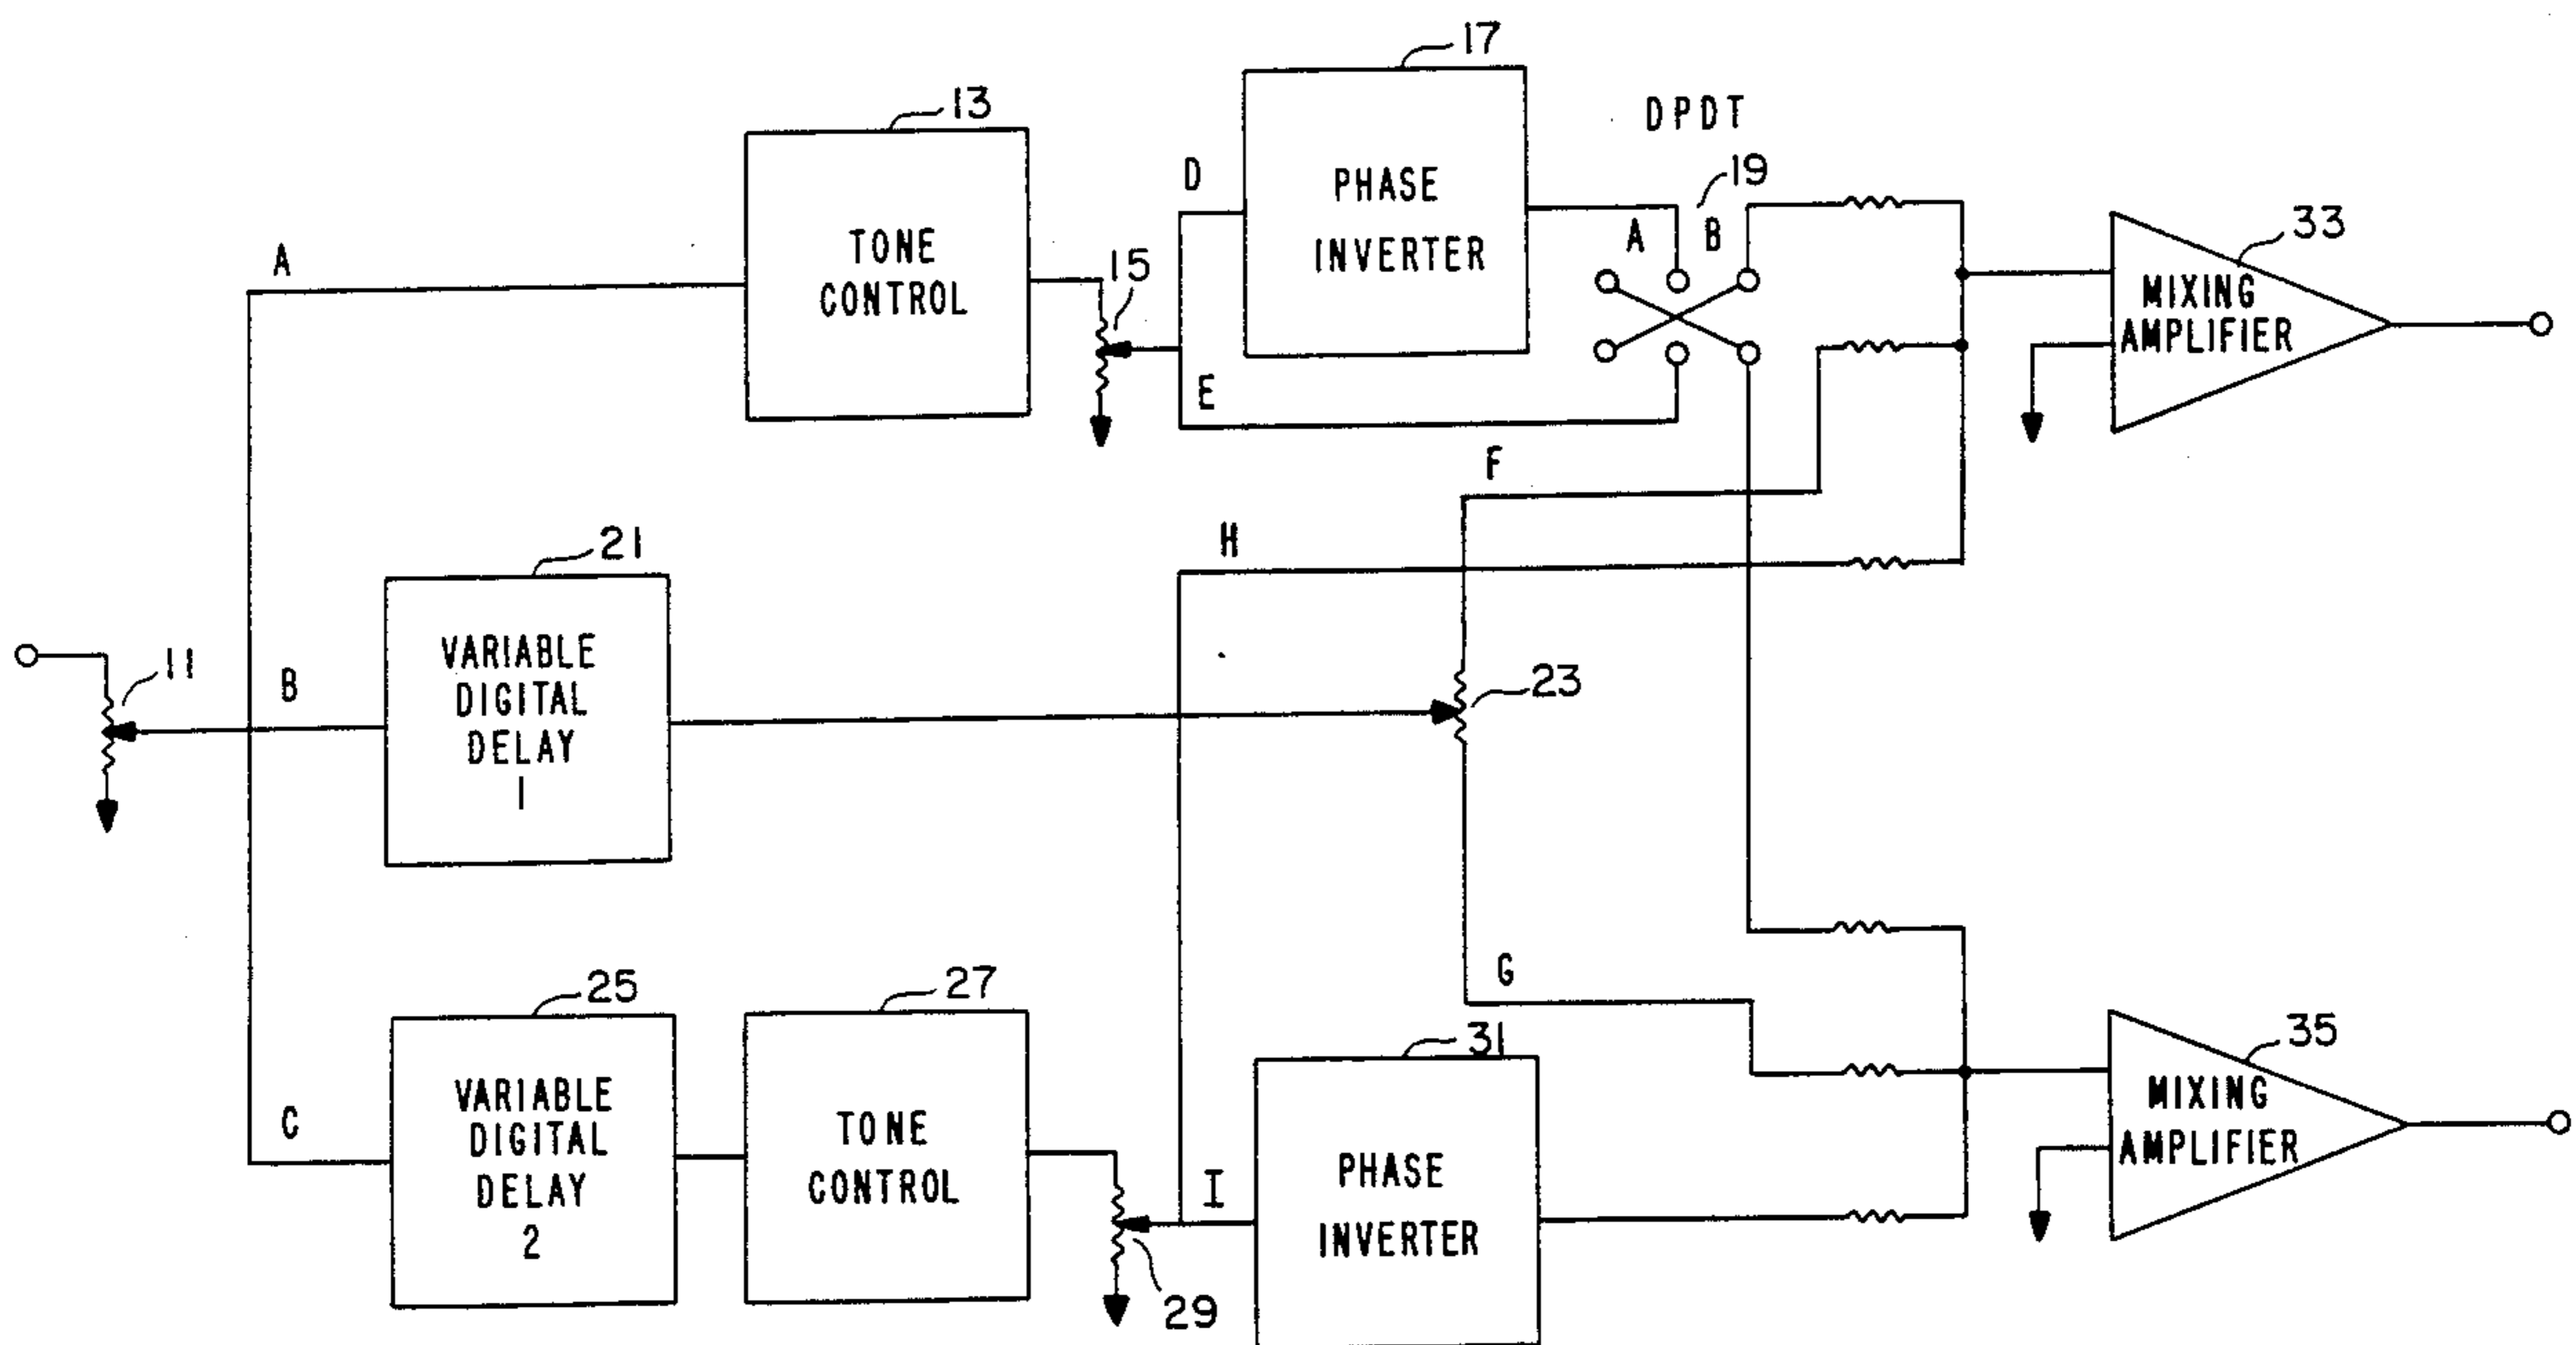 17
13
DPDT
D
PHASE
INVERTER
19
A B
33
A
TONE
CONTROL
15
MIXING
AMPLIFIER
E
F
H
21
11
B
VARIABLE
DIGITAL
DELAY
1
23
25
27
G
31
35
C
VARIABLE
DIGITAL
DELAY
2
TONE
CONTROL
29
I
PHASE
INVERTER
MIXING
AMPLIFIER